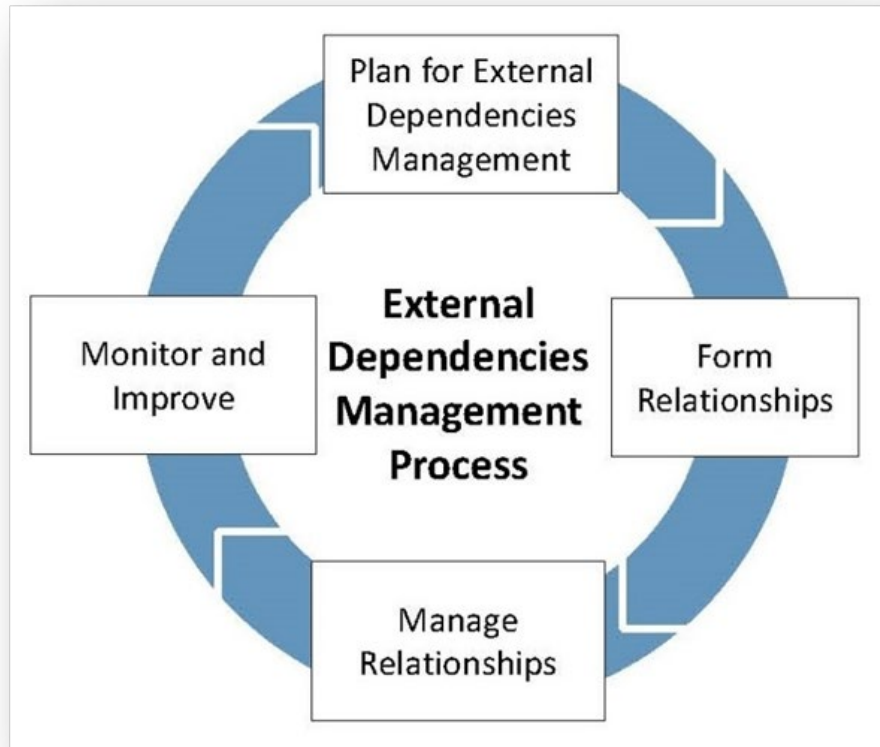 Plan for External
Dependencies
Management
External
Dependencies
Management
Process
Form
Relationships
Manage
Relationships
Monitor and
Improve